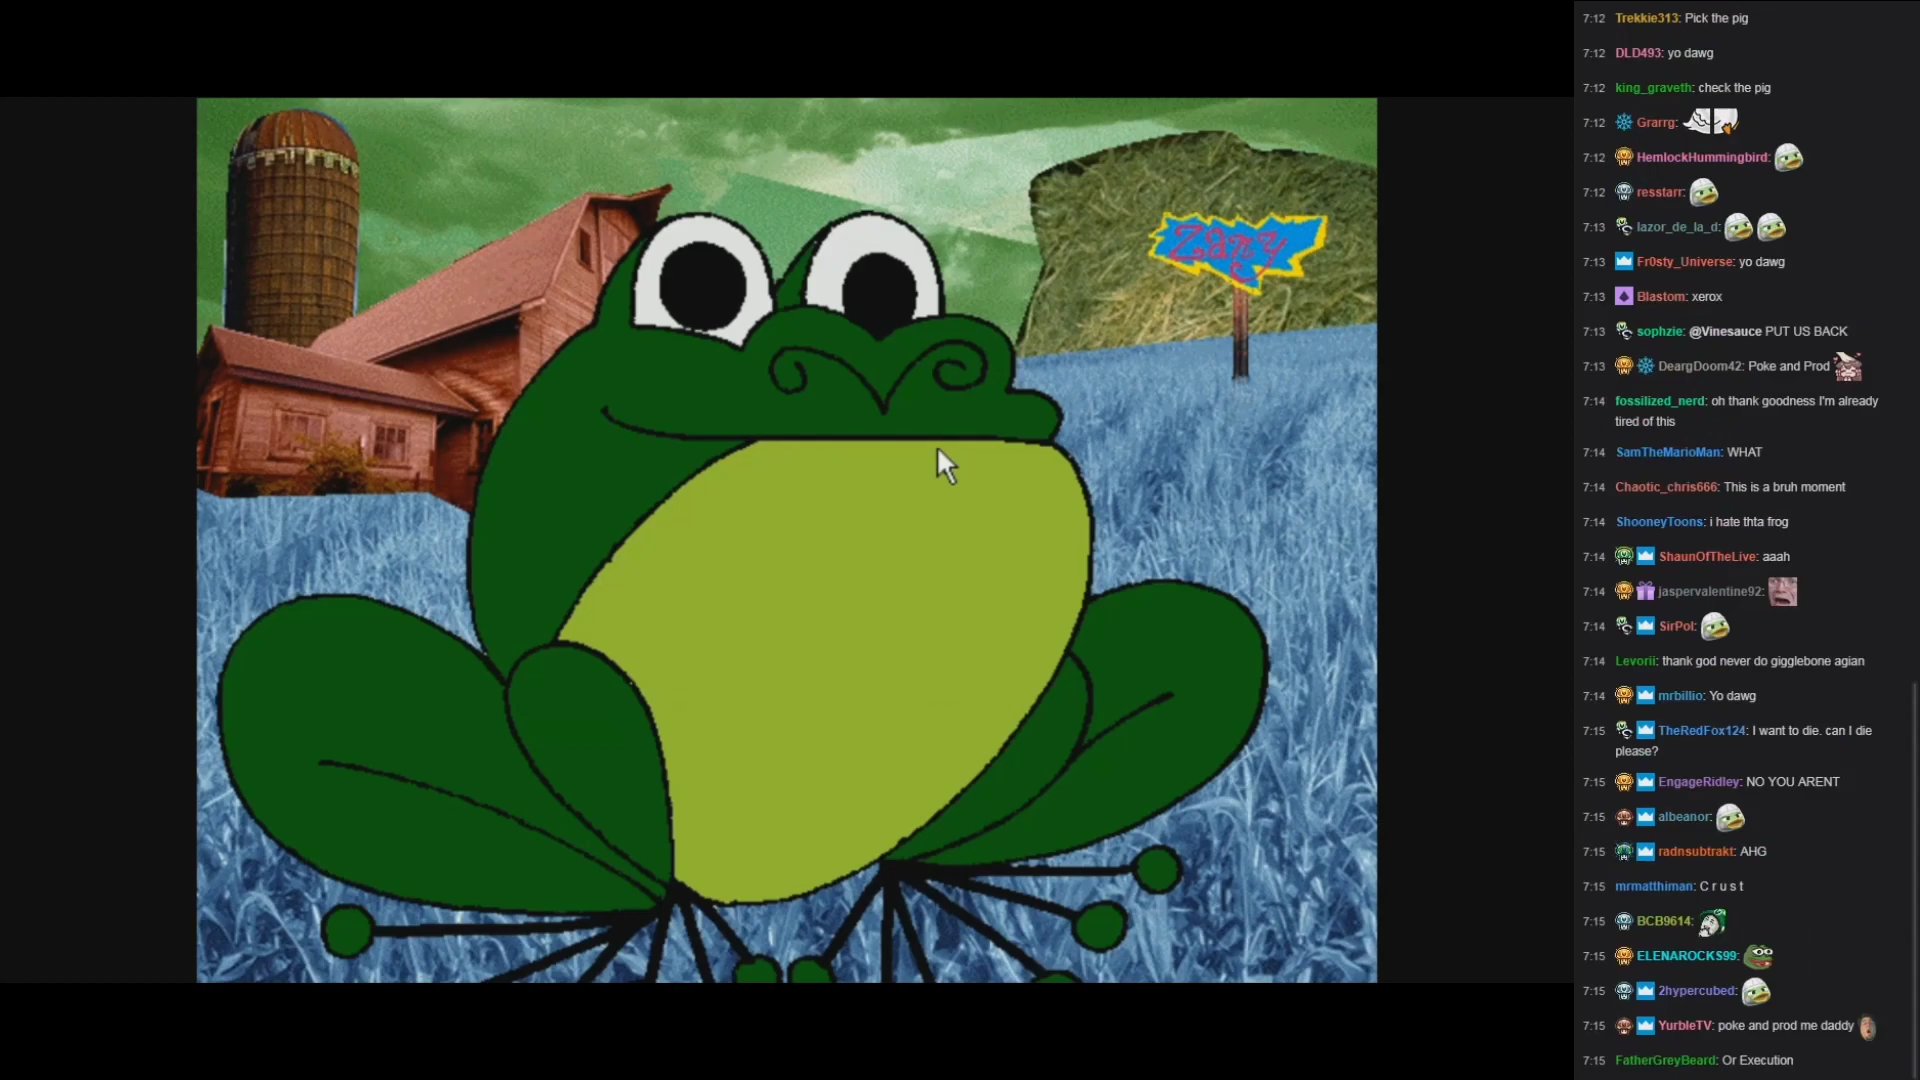 Zany
7:12 Trekkie313: Pick the pig
7:12 DLD493: yo dawg
7:12 king_graveth: check the pig
7:12 Grarrg:
7:12 HemlockHummingbird:
7:12 resstarr:
7:13 lazor_de_la_d:
7:13 Fr0sty_Universe: yo dawg
7:13 Blastom: xerox
7:13 sophzie: @Vinesauce PUT US BACK
7:13 DeargDoom42: Poke and Prod
7:14 fossilized_nerd: oh thank goodness I'm already
tired of this
7:14 SamTheMarioMan: WHAT
7:14 Chaotic_chris666: This is a bruh moment
7:14 ShooneyToons: i hate thta frog
7:14 ShaunOfTheLive: aaah
7:14 jaspervalentine92:
7:14 SirPol:
7:14 Levorii: thank god never do gigglebone agian
7:14 mrbillio: Yo dawg
7:15 TheRedFox124: I want to die. can I die
please?
7:15 EngageRidley: NO YOU ARENT
7:15 albeanor:
7:15 radnsubtrakt: AHG
7:15 mrmatthiman: C r u s t
7:15 BCB9614:
7:15 ELENAROCKS99:
7:15 2hypercubed:
7:15 YurbleTV: poke and prod me daddy
7:15 FatherGreyBeard: Or Execution